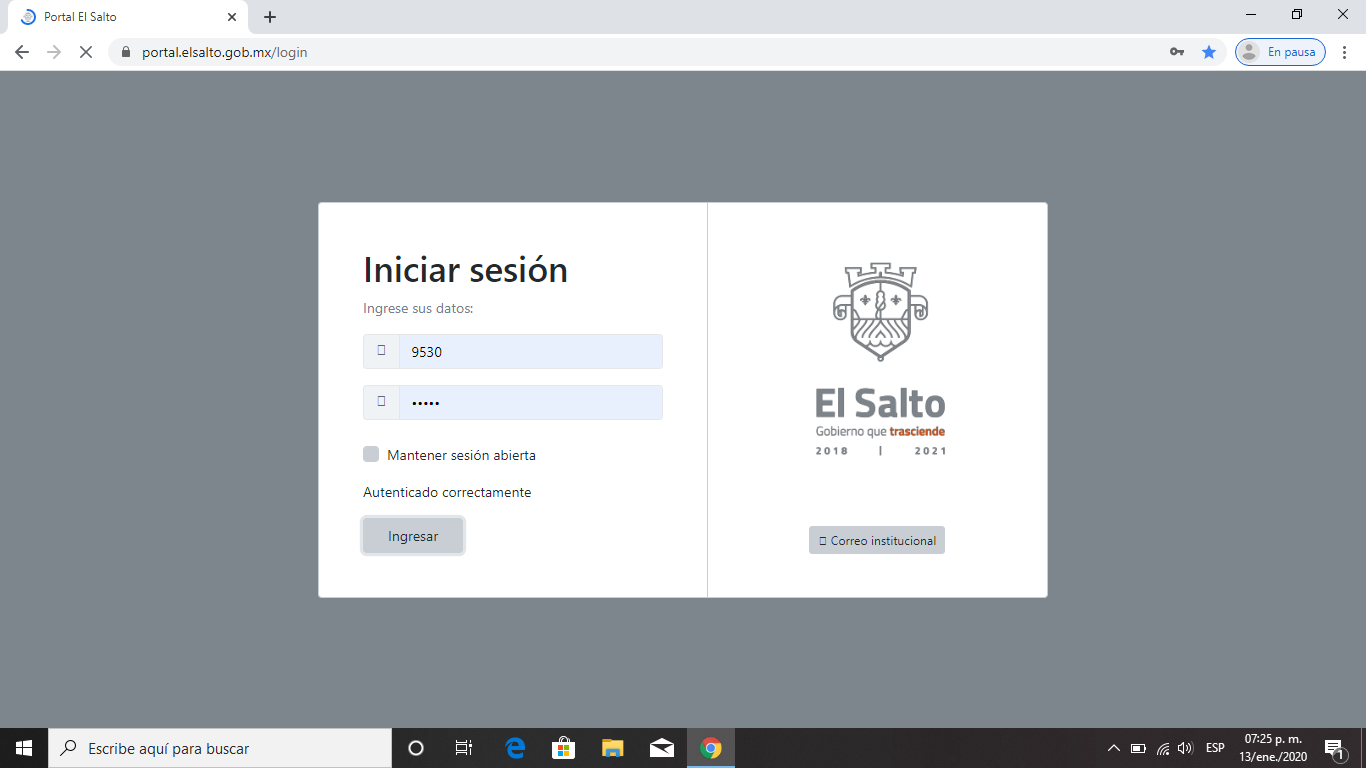 Portal El Salto
portal.elsalto.gob.mx/login
En pausa
Iniciar sesión
Ingrese sus datos:
9530
•••••
Mantener sesión abierta
Autenticado correctamente
Ingresar
El Salto
Gobierno que trasciende
2018 | 2021
Correo institucional
Escribe aquí para buscar
ESP
07:25 p. m.
13/ene./2020
1